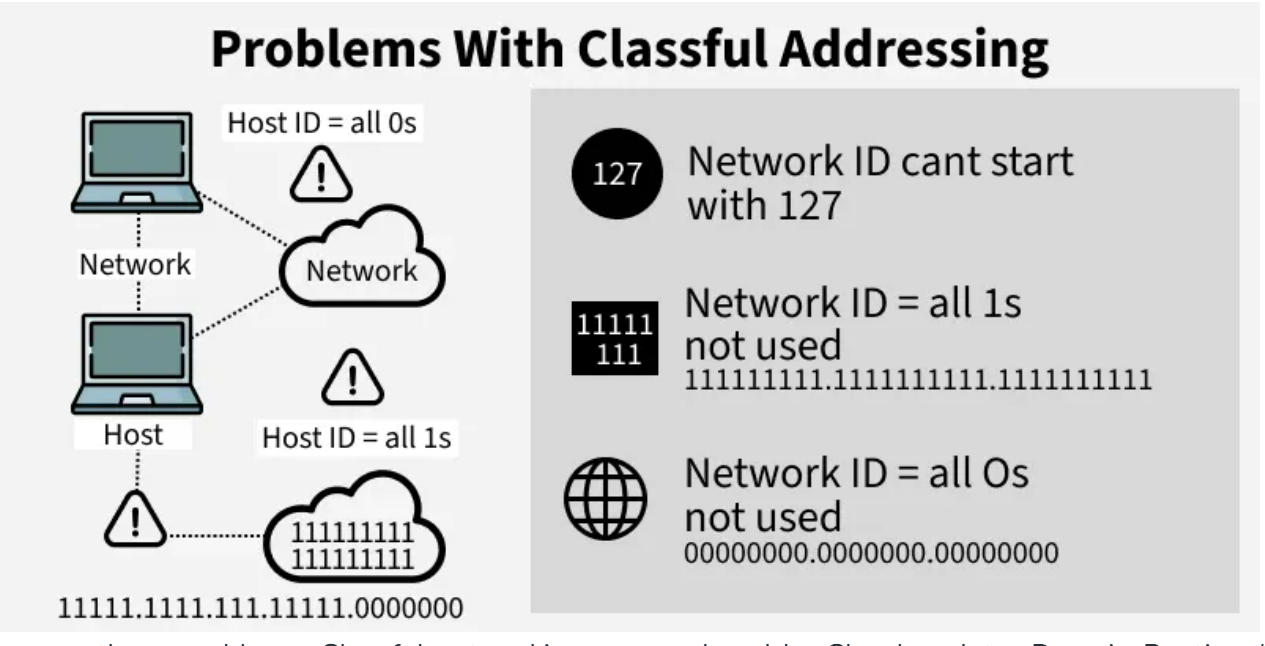 Problems With Classful Addressing
Host ID = all 0s
Network
Network
Host
Host ID = all 1s
111111111
111111111
11111.1111.111.11111.0000000
127
Network ID cant start
with 127
11111
111
Network ID = all 1s
not used
111111111.1111111111.1111111111
Network ID = all Os
not used
00000000.0000000.00000000